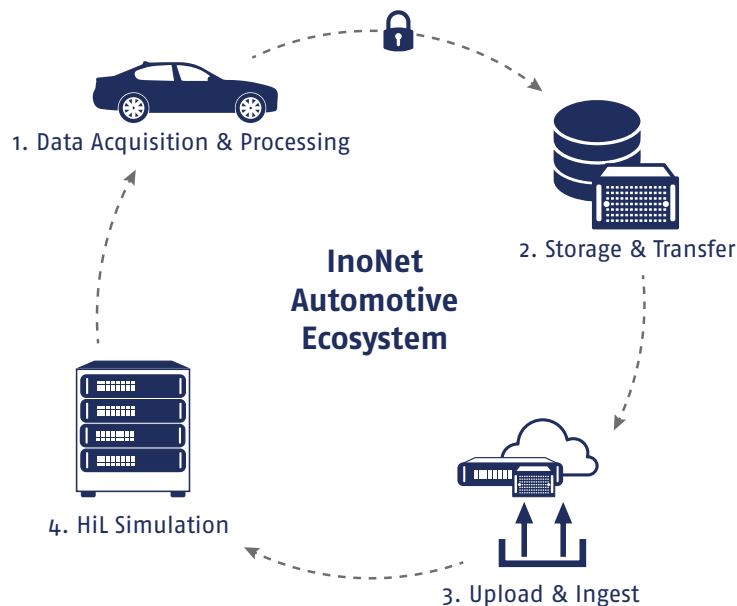 1. Data Acquisition & Processing
2. Storage & Transfer
InoNet
Automotive
Ecosystem
4. HiL Simulation
3. Upload & Ingest